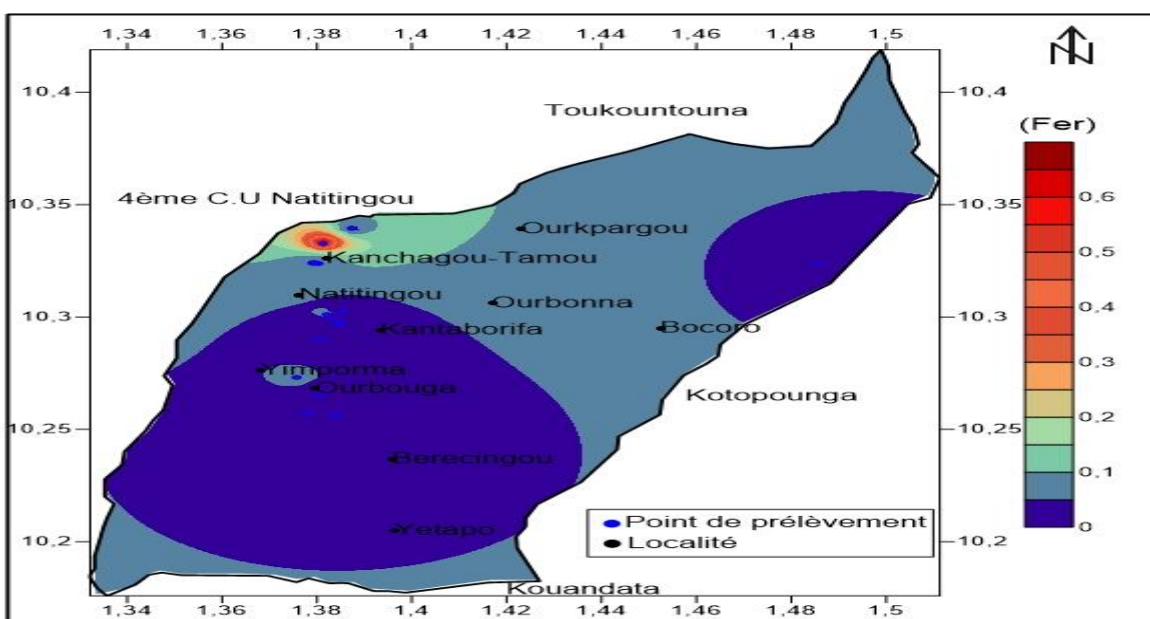 1,34 1,36 1,38 1,4 1,42 1,44 1,46 1,48 1,5
N
10,4 10,4
Toukountouna
(Fer)
4ème C.U Natitingou
0.6
10,35 10,35
Ourkpargou
0.5
Kanchagou-Tamou
Natitingou
Ourbonna
0.4
10,3 10,3
Kantaborifa
Bocoro
0.3
Yimporma
Ourbouga
Kotopounga
0.2
10,25 10,25
Berecingou
0.1
Point de prélèvement
Yetapo
0
10,2 10,2
Localité
Kouandata
1,34 1,36 1,38 1,4 1,42 1,44 1,46 1,48 1,5